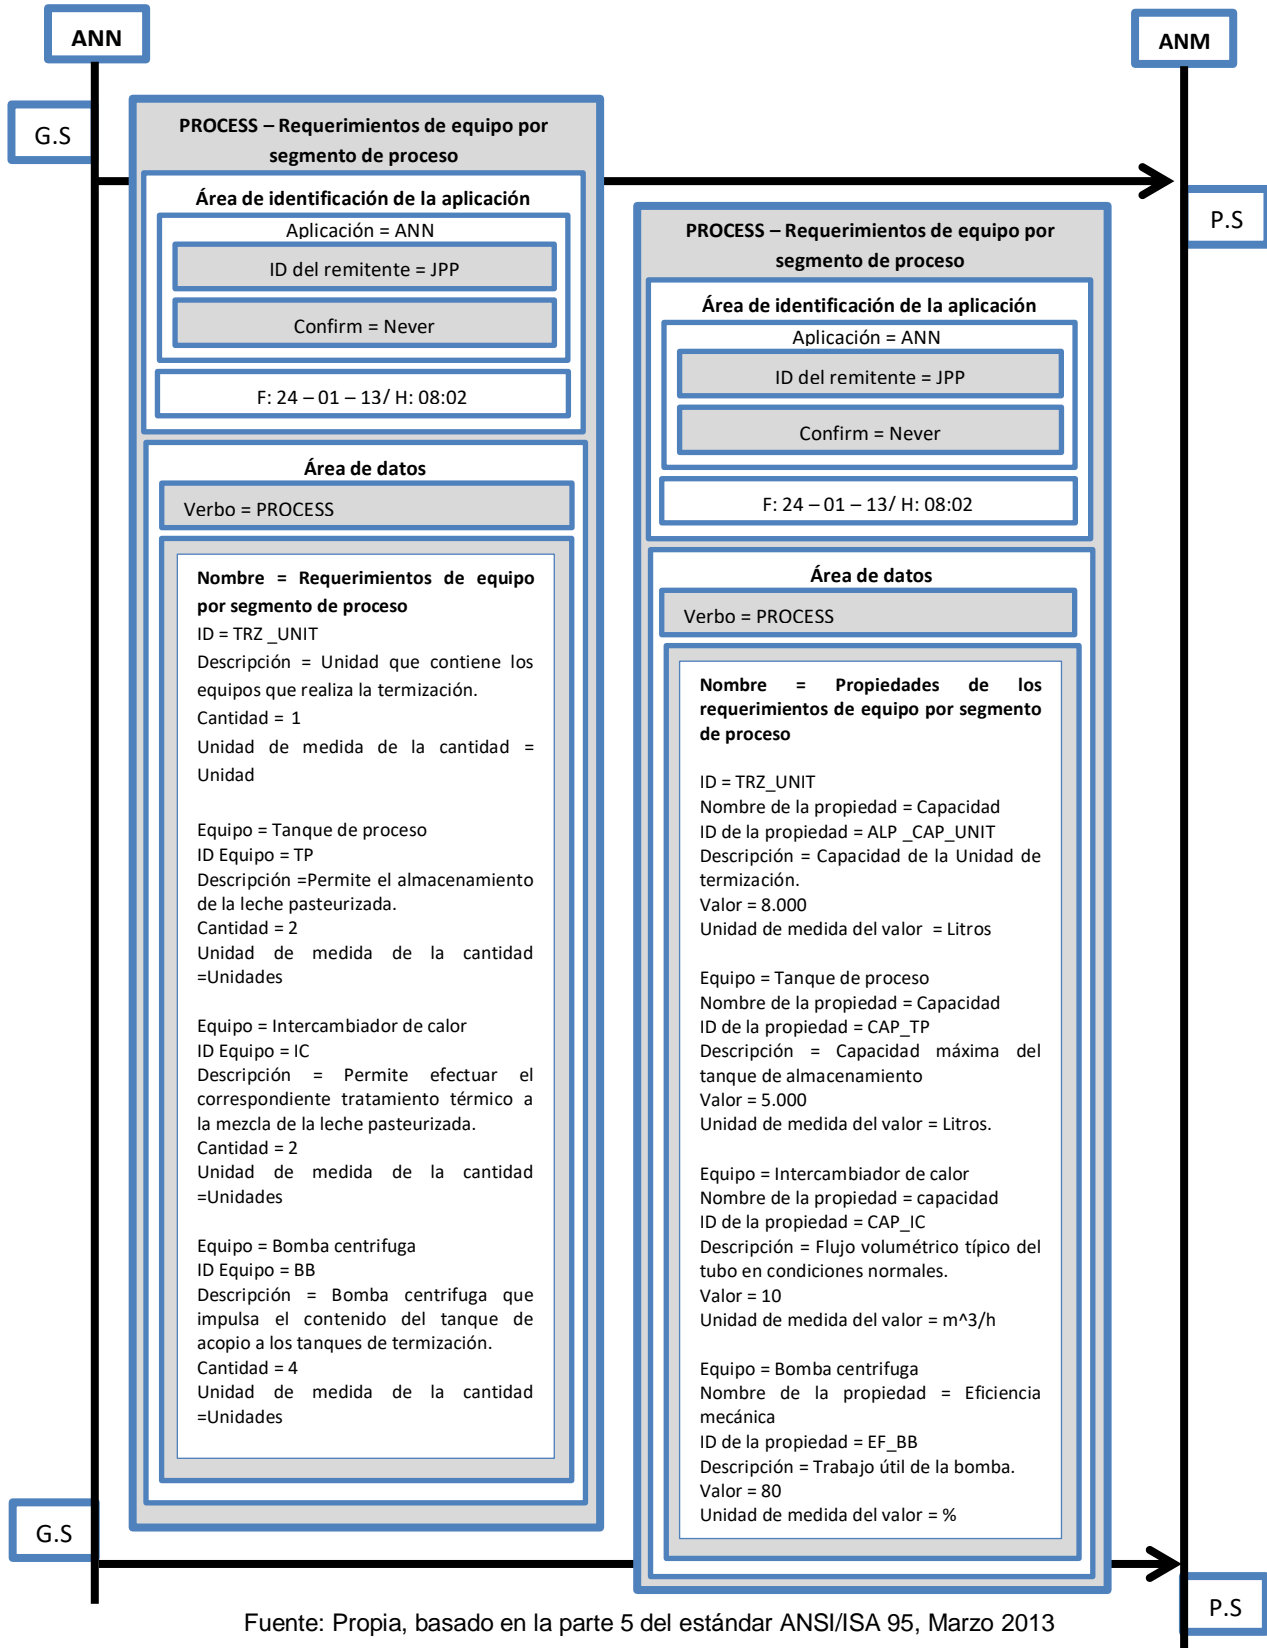 ANN
ANM
G.S
P.S
PROCESS – Requerimientos de equipo por
segmento de proceso
Área de identificación de la aplicación
Aplicación = ANN
ID del remitente = JPP
Confirm = Never
F: 24 – 01 – 13/ H: 08:02
Área de datos
Verbo = PROCESS
Nombre = Requerimientos de equipo
por segmento de proceso
ID = TRZ _UNIT
Descripción = Unidad que contiene los
equipos que realiza la termización.
Cantidad = 1
Unidad de medida de la cantidad =
Unidad
Equipo = Tanque de proceso
ID Equipo = TP
Descripción =Permite el almacenamiento
de la leche pasteurizada.
Cantidad = 2
Unidad de medida de la cantidad
=Unidades
Equipo = Intercambiador de calor
ID Equipo = IC
Descripción = Permite efectuar el
correspondiente tratamiento térmico a
la mezcla de la leche pasteurizada.
Cantidad = 2
Unidad de medida de la cantidad
=Unidades
Equipo = Bomba centrifuga
ID Equipo = BB
Descripción = Bomba centrifuga que
impulsa el contenido del tanque de
acopio a los tanques de termización.
Cantidad = 4
Unidad de medida de la cantidad
=Unidades
PROCESS – Requerimientos de equipo por
segmento de proceso
Área de identificación de la aplicación
Aplicación = ANN
ID del remitente = JPP
Confirm = Never
F: 24 – 01 – 13/ H: 08:02
Área de datos
Verbo = PROCESS
Nombre = Propiedades de los
requerimientos de equipo por segmento
de proceso
ID = TRZ_UNIT
Nombre de la propiedad = Capacidad
ID de la propiedad = ALP _CAP_UNIT
Descripción = Capacidad de la Unidad de
termización.
Valor = 8.000
Unidad de medida del valor = Litros
Equipo = Tanque de proceso
Nombre de la propiedad = Capacidad
ID de la propiedad = CAP_TP
Descripción = Capacidad máxima del
tanque de almacenamiento
Valor = 5.000
Unidad de medida del valor = Litros.
Equipo = Intercambiador de calor
Nombre de la propiedad = capacidad
ID de la propiedad = CAP_IC
Descripción = Flujo volumétrico típico del
tubo en condiciones normales.
Valor = 10
Unidad de medida del valor = m^3/h
Equipo = Bomba centrifuga
Nombre de la propiedad = Eficiencia
mecánica
ID de la propiedad = EF_BB
Descripción = Trabajo útil de la bomba.
Valor = 80
Unidad de medida del valor = %
G.S
P.S
Fuente: Propia, basado en la parte 5 del estándar ANSI/ISA 95, Marzo 2013